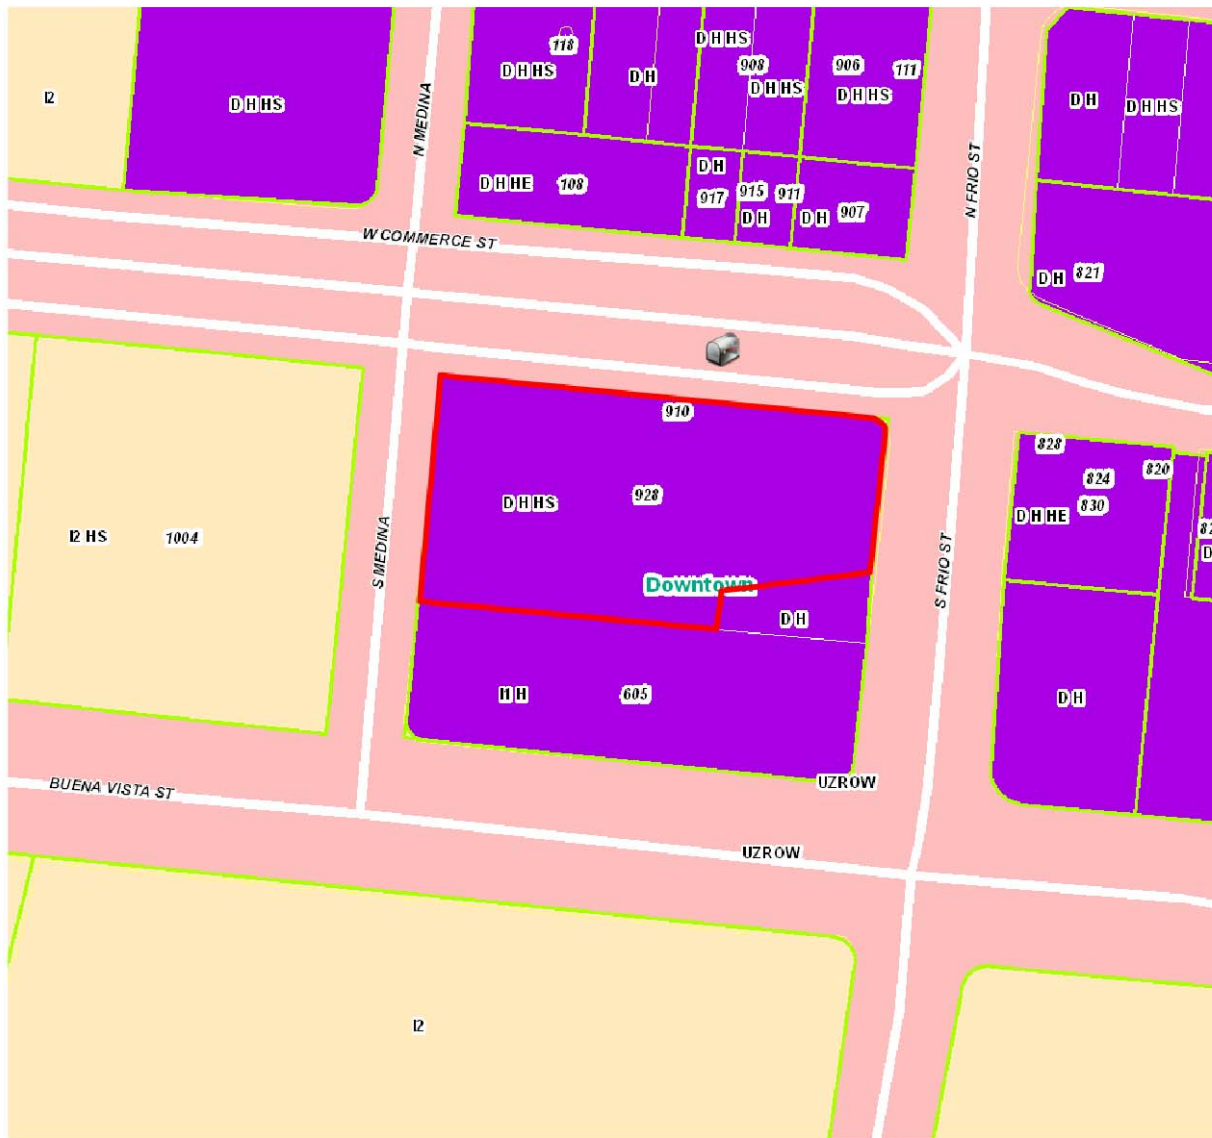 118
D H HS
908
906
111
D H HS
D H
D H HS
D H HS
I2
D H HS
D H
D H HS
N MEDINA
N FRIO ST
D H
D H HE
108
917
915
911
D H
D H
907
W COMMERCE ST
D H
821
910
828
820
824
928
D H HS
830
D H HE
I2 HS
1004
S MEDINA
S FRIO ST
Downtown
D H
I1 H
605
D H
UZROW
BUENA VISTA ST
UZROW
I2